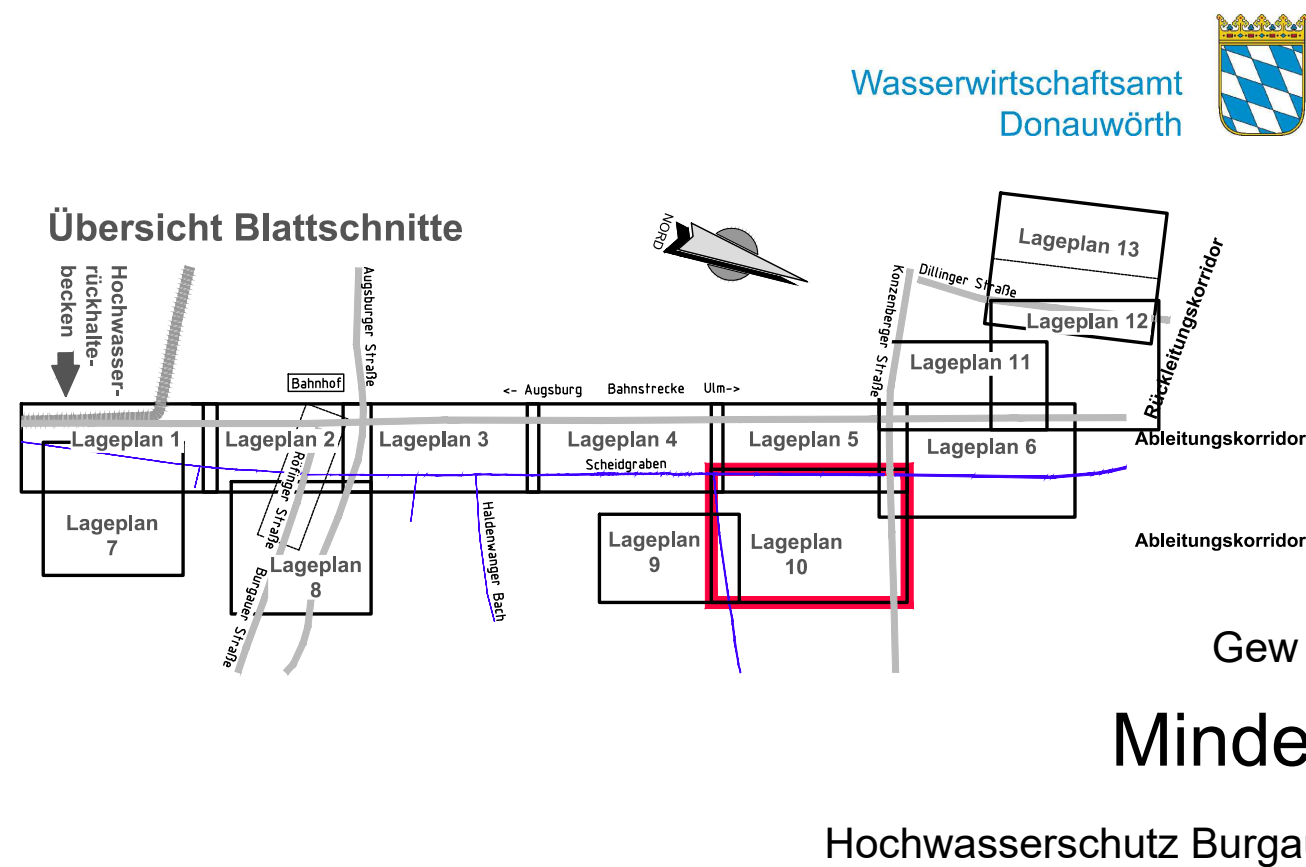 Wasserwirtschaftsamt
Donauwörth
Übersicht Blattschnitte
NORD
Hochwasser-
rückhalte-
becken
Augsburger Straße
Konzenberger Straße
Dillinger Straße
Lageplan 13
Lageplan 12
Rückleitungskorridor
Lageplan 11
Bahnhof
<- Augsburg Bahnstrecke Ulm->
Lageplan 1
Lageplan 2
Lageplan 3
Lageplan 4
Lageplan 5
Lageplan 6
Ableitungskorridor
Scheidgraben
Röfinger Straße
Haldenwanger Bach
Lageplan
7
Lageplan
8
Burgauer Straße
Lageplan
9
Lageplan
10
Ableitungskorridor
Gew
Minde
Hochwasserschutz Burga